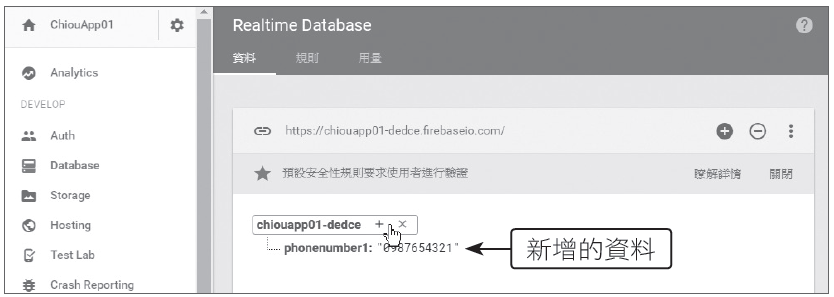 ChiouApp01
Analytics
DEVELOP
Auth
Database
Storage
Hosting
Test Lab
Crash Reporting
Realtime Database
資料 規則 用量
https://chiouapp01-dedce.firebaseio.com/
預設安全性規則要求使用者進行驗證 瞭解詳情 關閉
chiouapp01-dedce
phonenumber1: "0987654321"
新增的資料